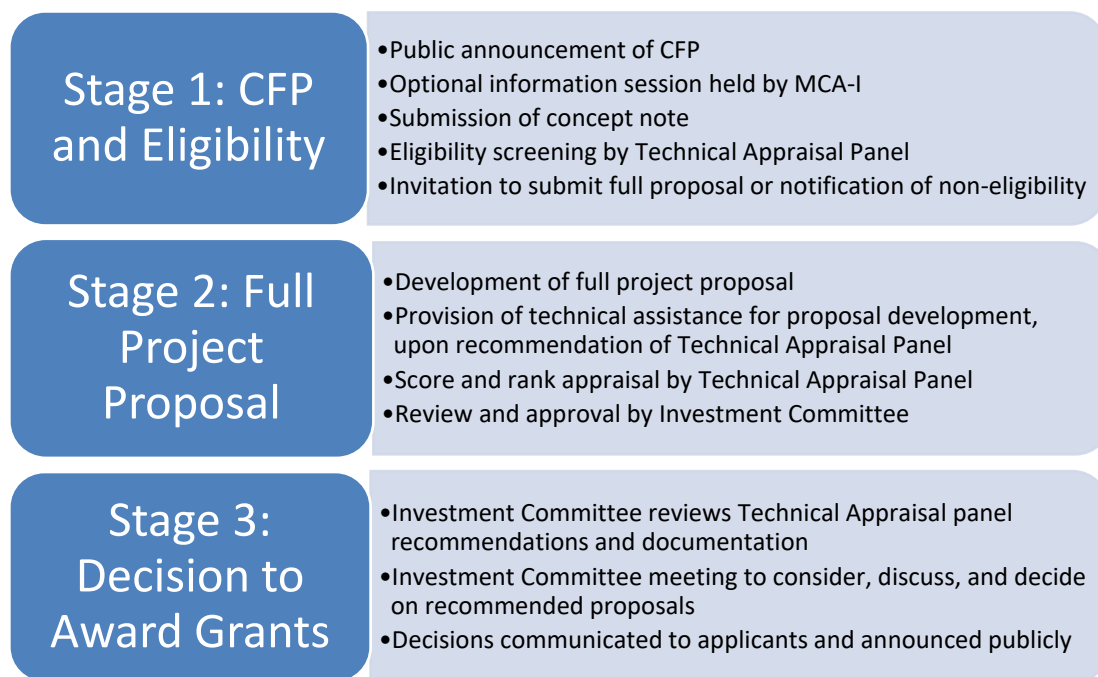 Stage 1: CFP
and Eligibility
•Public announcement of CFP
•Optional information session held by MCA-I
•Submission of concept note
•Eligibility screening by Technical Appraisal Panel
•Invitation to submit full proposal or notification of non-eligibility
Stage 2: Full
Project
Proposal
•Development of full project proposal
•Provision of technical assistance for proposal development,
upon recommendation of Technical Appraisal Panel
•Score and rank appraisal by Technical Appraisal Panel
•Review and approval by Investment Committee
Stage 3:
Decision to
Award Grants
•Investment Committee reviews Technical Appraisal panel
recommendations and documentation
•Investment Committee meeting to consider, discuss, and decide
on recommended proposals
•Decisions communicated to applicants and announced publicly